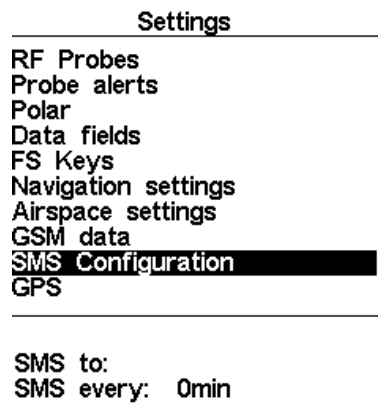 Settings
RF Probes
Probe alerts
Polar
Data fields
FS Keys
Navigation settings
Airspace settings
GSM data
SMS Configuration
GPS
SMS to:
SMS every: 0min